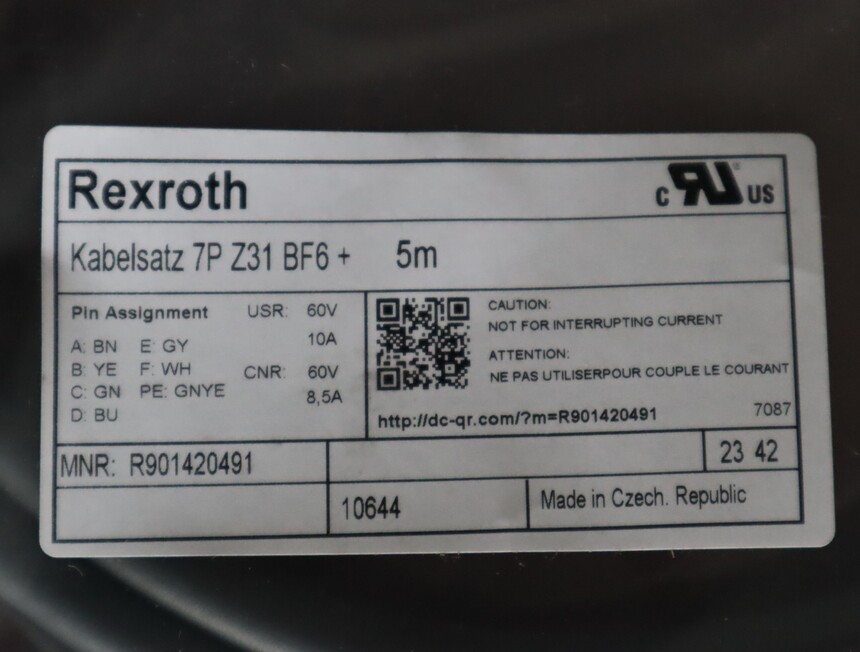 Rexroth
C RU ® US
Kabelsatz 7P Z31 BF6 + 5m
Pin Assignment
A: BN E: GY
B: YE F: WH
C: GN PE: GNYE
D: BU
USR: 60V
10A
CNR: 60V
8,5A
CAUTION:
NOT FOR INTERRUPTING CURRENT
ATTENTION:
NE PAS UTILISERPOUR COUPLE LE COURANT
http://dc-qr.com/?m=R901420491
7087
MNR: R901420491
23 42
10644
Made in Czech. Republic